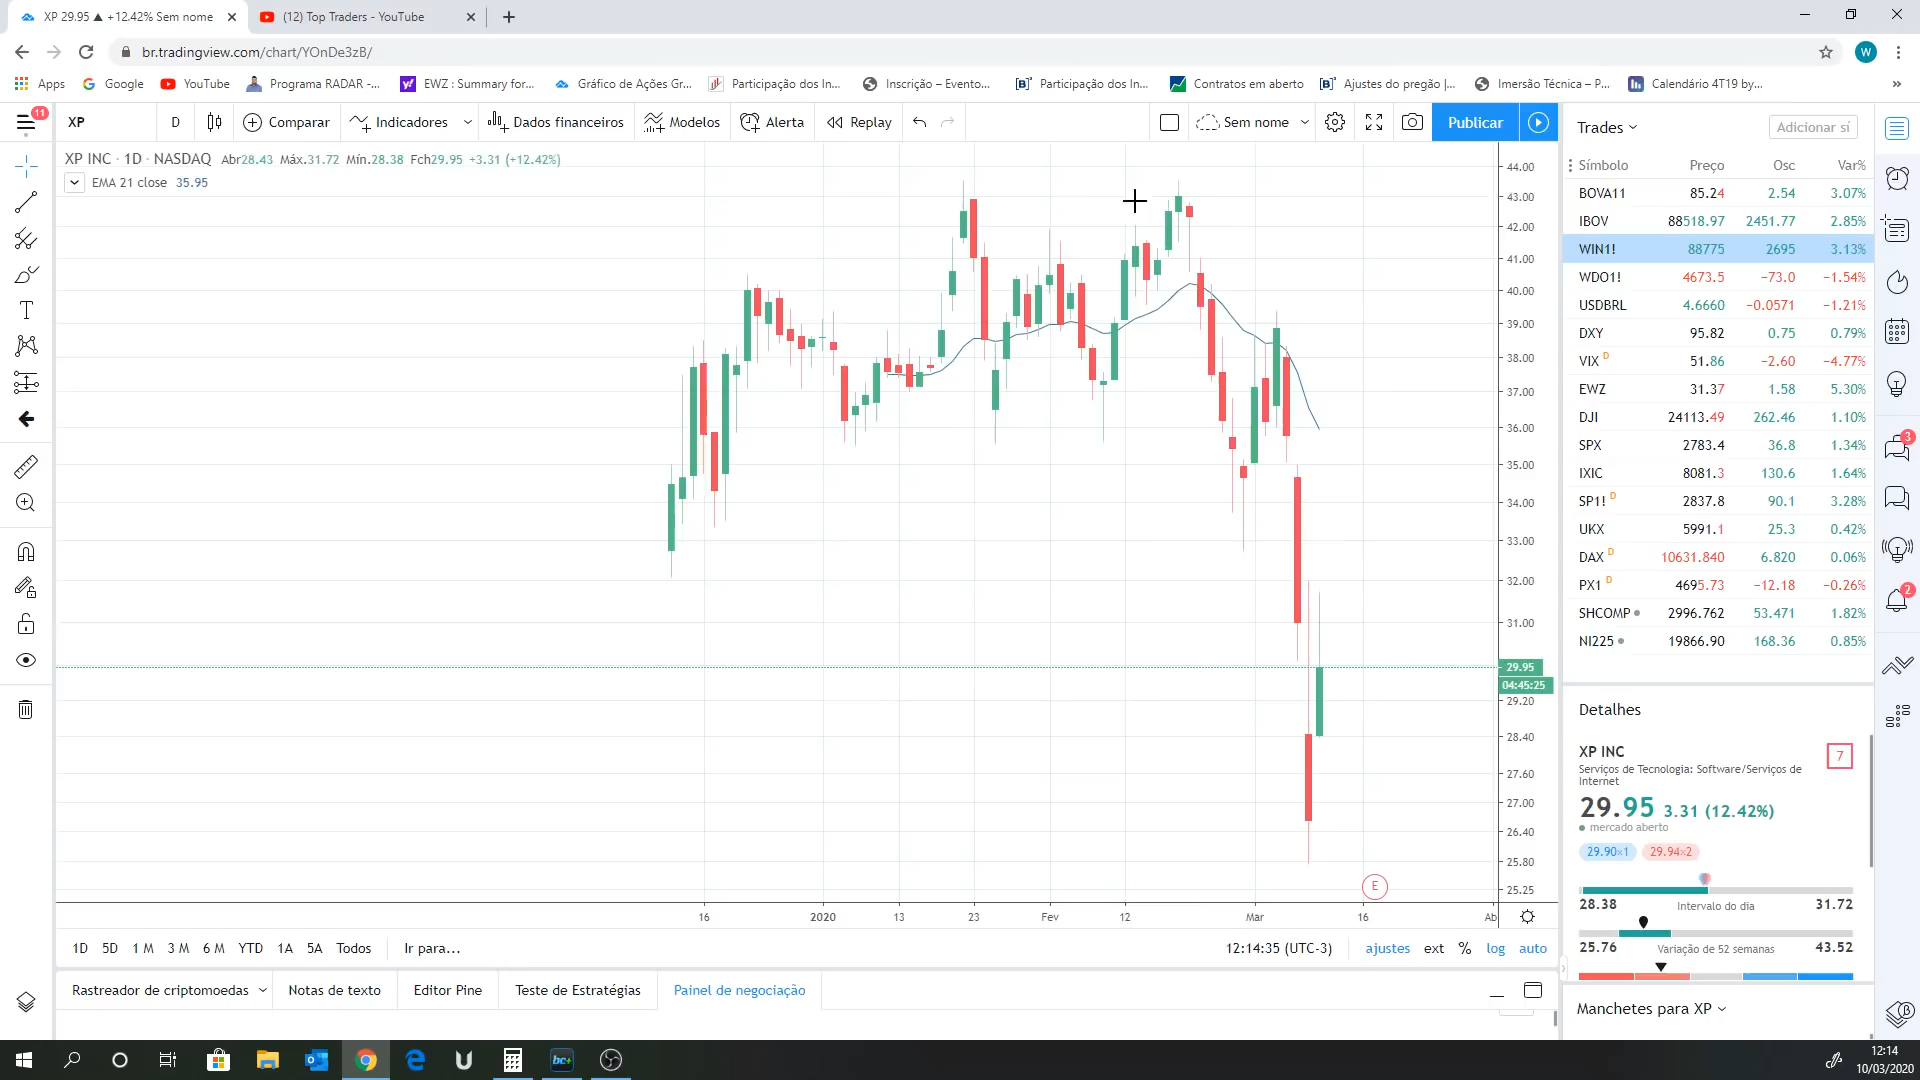 XP 29.95 ▲ +12.42% Sem nome
(12) Top Traders - YouTube
br.tradingview.com/chart/YOnDe3zB/
W
Apps
Google
YouTube
Programa RADAR -...
EWZ : Summary for...
Gráfico de Ações Gr...
Participação dos In...
Inscrição – Evento...
Participação dos In...
Contratos em aberto
Ajustes do pregão |...
Imersão Técnica – P...
Calendário 4T19 by...
»
11
XP
D
Comparar
Indicadores
Dados financeiros
Modelos
Alerta
Replay
Sem nome
Publicar
XP INC · 1D · NASDAQ Abr28.43 Máx.31.72 Mín.28.38 Fch29.95 +3.31 (+12.42%)
EMA 21 close 35.95
44.00
43.00
42.00
41.00
40.00
39.00
38.00
37.00
36.00
35.00
34.00
33.00
32.00
31.00
29.95
04:45:25
29.20
28.40
27.60
27.00
26.40
25.80
25.25
E
16
2020
13
23
Fev
12
Mar
16
Ab
1D 5D 1 M 3 M 6 M YTD 1A 5A Todos Ir para...
12:14:35 (UTC-3) ajustes ext % log auto
Rastreador de criptomoedas
Notas de texto
Editor Pine
Teste de Estratégias
Painel de negociação
Trades
Adicionar sí
Símbolo Preço Osc Var%
BOVA11 85.24 2.54 3.07%
IBOV 88518.97 2451.77 2.85%
WIN1! 88775 2695 3.13%
WDO1! 4673.5 −73.0 −1.54%
USDBRL 4.6660 −0.0571 −1.21%
DXY 95.82 0.75 0.79%
VIX D 51.86 −2.60 −4.77%
EWZ 31.37 1.58 5.30%
DJI 24113.49 262.46 1.10%
SPX 2783.4 36.8 1.34%
IXIC 8081.3 130.6 1.64%
SP1! D 2837.8 90.1 3.28%
UKX 5991.1 25.3 0.42%
DAX D 10631.840 6.820 0.06%
PX1 D 4695.73 −12.18 −0.26%
SHCOMP 2996.762 53.471 1.82%
NI225 19866.90 168.36 0.85%
Detalhes
XP INC
7
Serviços de Tecnologia: Software/Serviços de
Internet
29.95 3.31 (12.42%)
mercado aberto
29.90×1 29.94×2
28.38 Intervalo do dia 31.72
25.76 Variação de 52 semanas 43.52
Manchetes para XP
3
2
B
T
bc+
12:14
10/03/2020